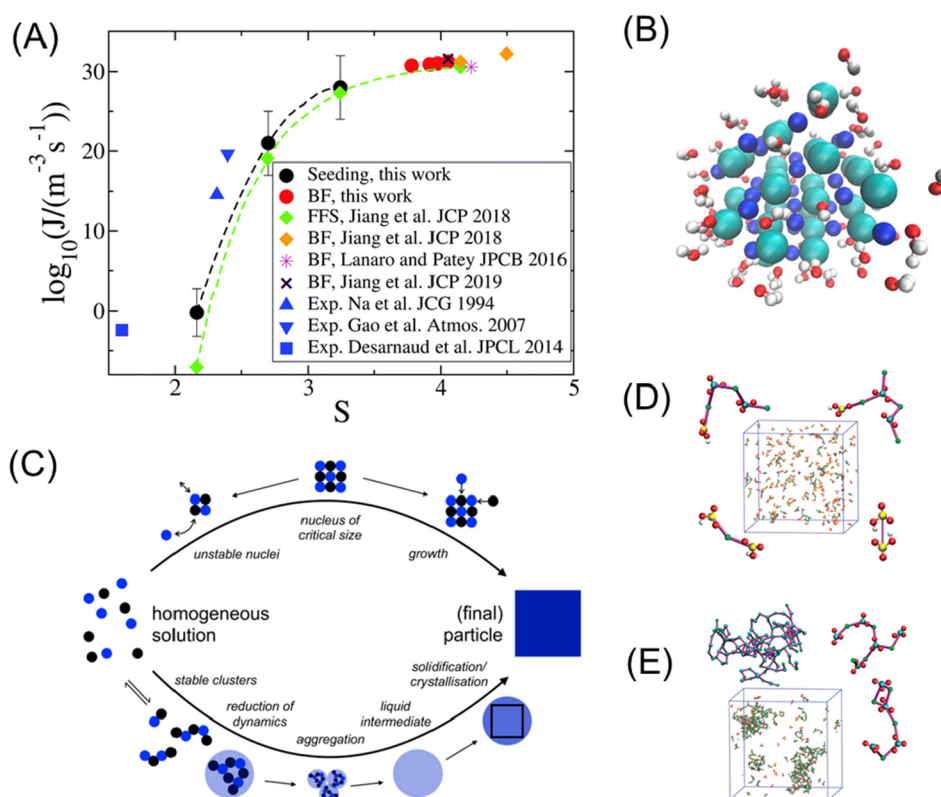 (A)
log₁₀(J/(m⁻³s⁻¹))
30
20
10
0
2
3
4
5
S
Seeding, this work
BF, this work
FFS, Jiang et al. JCP 2018
BF, Jiang et al. JCP 2018
BF, Lanaro and Patey JPCB 2016
BF, Jiang et al. JCP 2019
Exp. Na et al. JCG 1994
Exp. Gao et al. Atmos. 2007
Exp. Desarnaud et al. JPCL 2014
(B)
(C)
unstable nuclei
nucleus of
critical size
growth
homogeneous
solution
(final)
particle
stable clusters
reduction of
dynamics
aggregation
liquid
intermediate
solidification/
crystallisation
(D)
(E)